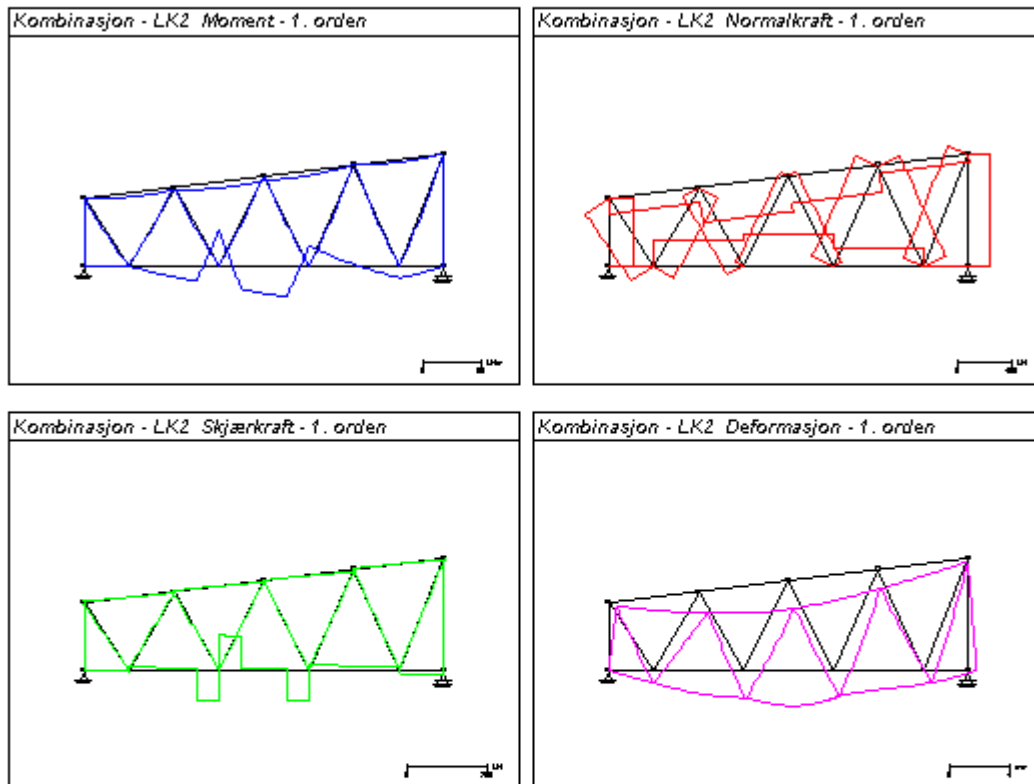 Kombinasjon - LK2 Moment - 1. orden
Kombinasjon - LK2 Normalkraft - 1. orden
Kombinasjon - LK2 Skjærkraft - 1. orden
Kombinasjon - LK2 Deformasjon - 1. orden